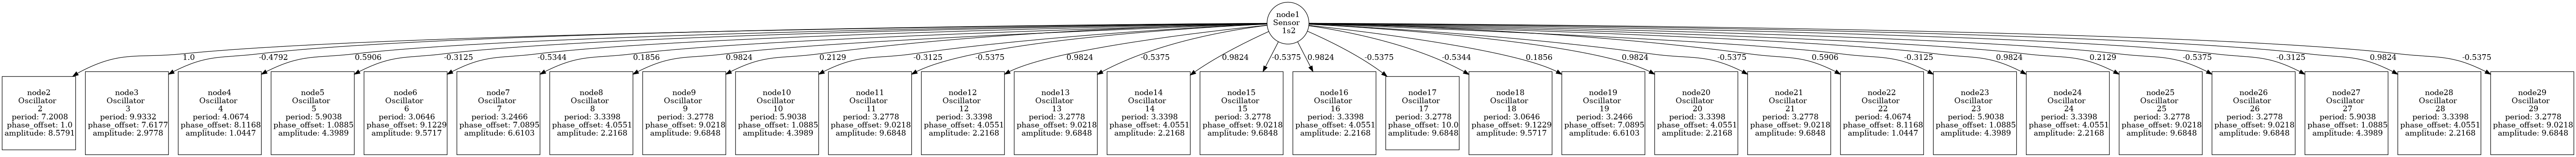 node1
Sensor
1s2
1.0
-0.4792
0.5906
-0.3125
-0.5344
0.1856
0.9824
0.2129
-0.3125
-0.5375
0.9824
-0.5375
0.9824
-0.5375
0.9824
-0.5375
-0.5344
0.1856
0.9824
-0.5375
0.5906
-0.3125
0.9824
0.2129
-0.5375
-0.3125
0.9824
-0.5375
node2
Oscillator
2
period: 7.2008
phase_offset: 1.0
amplitude: 8.5791
node3
Oscillator
3
period: 9.9332
phase_offset: 7.6177
amplitude: 2.9778
node4
Oscillator
4
period: 4.0674
phase_offset: 8.1168
amplitude: 1.0447
node5
Oscillator
5
period: 5.9038
phase_offset: 1.0885
amplitude: 4.3989
node6
Oscillator
6
period: 3.0646
phase_offset: 9.1229
amplitude: 9.5717
node7
Oscillator
7
period: 3.2466
phase_offset: 7.0895
amplitude: 6.6103
node8
Oscillator
8
period: 3.3398
phase_offset: 4.0551
amplitude: 2.2168
node9
Oscillator
9
period: 3.2778
phase_offset: 9.0218
amplitude: 9.6848
node10
Oscillator
10
period: 5.9038
phase_offset: 1.0885
amplitude: 4.3989
node11
Oscillator
11
period: 3.2778
phase_offset: 9.0218
amplitude: 9.6848
node12
Oscillator
12
period: 3.3398
phase_offset: 4.0551
amplitude: 2.2168
node13
Oscillator
13
period: 3.2778
phase_offset: 9.0218
amplitude: 9.6848
node14
Oscillator
14
period: 3.3398
phase_offset: 4.0551
amplitude: 2.2168
node15
Oscillator
15
period: 3.2778
phase_offset: 9.0218
amplitude: 9.6848
node16
Oscillator
16
period: 3.3398
phase_offset: 4.0551
amplitude: 2.2168
node17
Oscillator
17
period: 3.2778
phase_offset: 10.0
amplitude: 9.6848
node18
Oscillator
18
period: 3.0646
phase_offset: 9.1229
amplitude: 9.5717
node19
Oscillator
19
period: 3.2466
phase_offset: 7.0895
amplitude: 6.6103
node20
Oscillator
20
period: 3.3398
phase_offset: 4.0551
amplitude: 2.2168
node21
Oscillator
21
period: 3.2778
phase_offset: 9.0218
amplitude: 9.6848
node22
Oscillator
22
period: 4.0674
phase_offset: 8.1168
amplitude: 1.0447
node23
Oscillator
23
period: 5.9038
phase_offset: 1.0885
amplitude: 4.3989
node24
Oscillator
24
period: 3.3398
phase_offset: 4.0551
amplitude: 2.2168
node25
Oscillator
25
period: 3.2778
phase_offset: 9.0218
amplitude: 9.6848
node26
Oscillator
26
period: 3.2778
phase_offset: 9.0218
amplitude: 9.6848
node27
Oscillator
27
period: 5.9038
phase_offset: 1.0885
amplitude: 4.3989
node28
Oscillator
28
period: 3.3398
phase_offset: 4.0551
amplitude: 2.2168
node29
Oscillator
29
period: 3.2778
phase_offset: 9.0218
amplitude: 9.6848